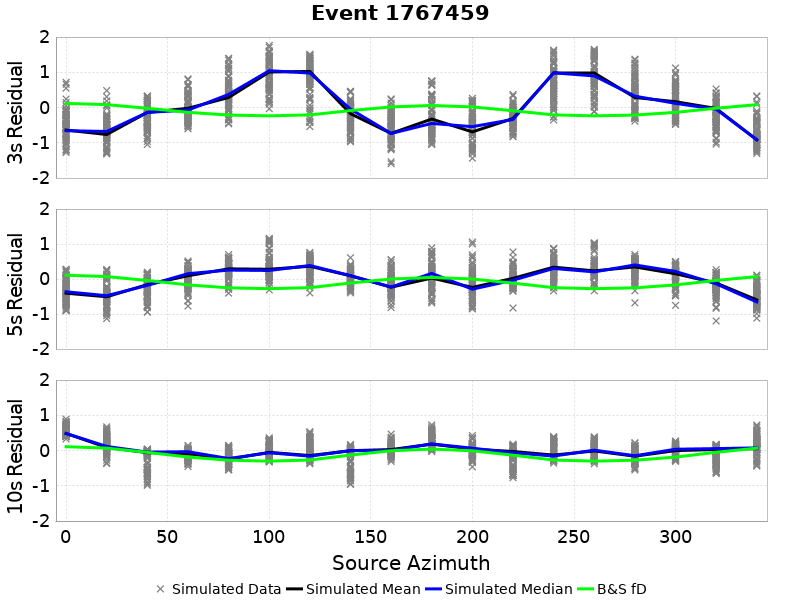 Event 1767459
2
1
0
-1
-2
3s Residual
2
1
0
-1
-2
5s Residual
2
1
0
-1
-2
10s Residual
0 50 100 150 200 250 300
Source Azimuth
Simulated Data Simulated Mean Simulated Median B&S fD